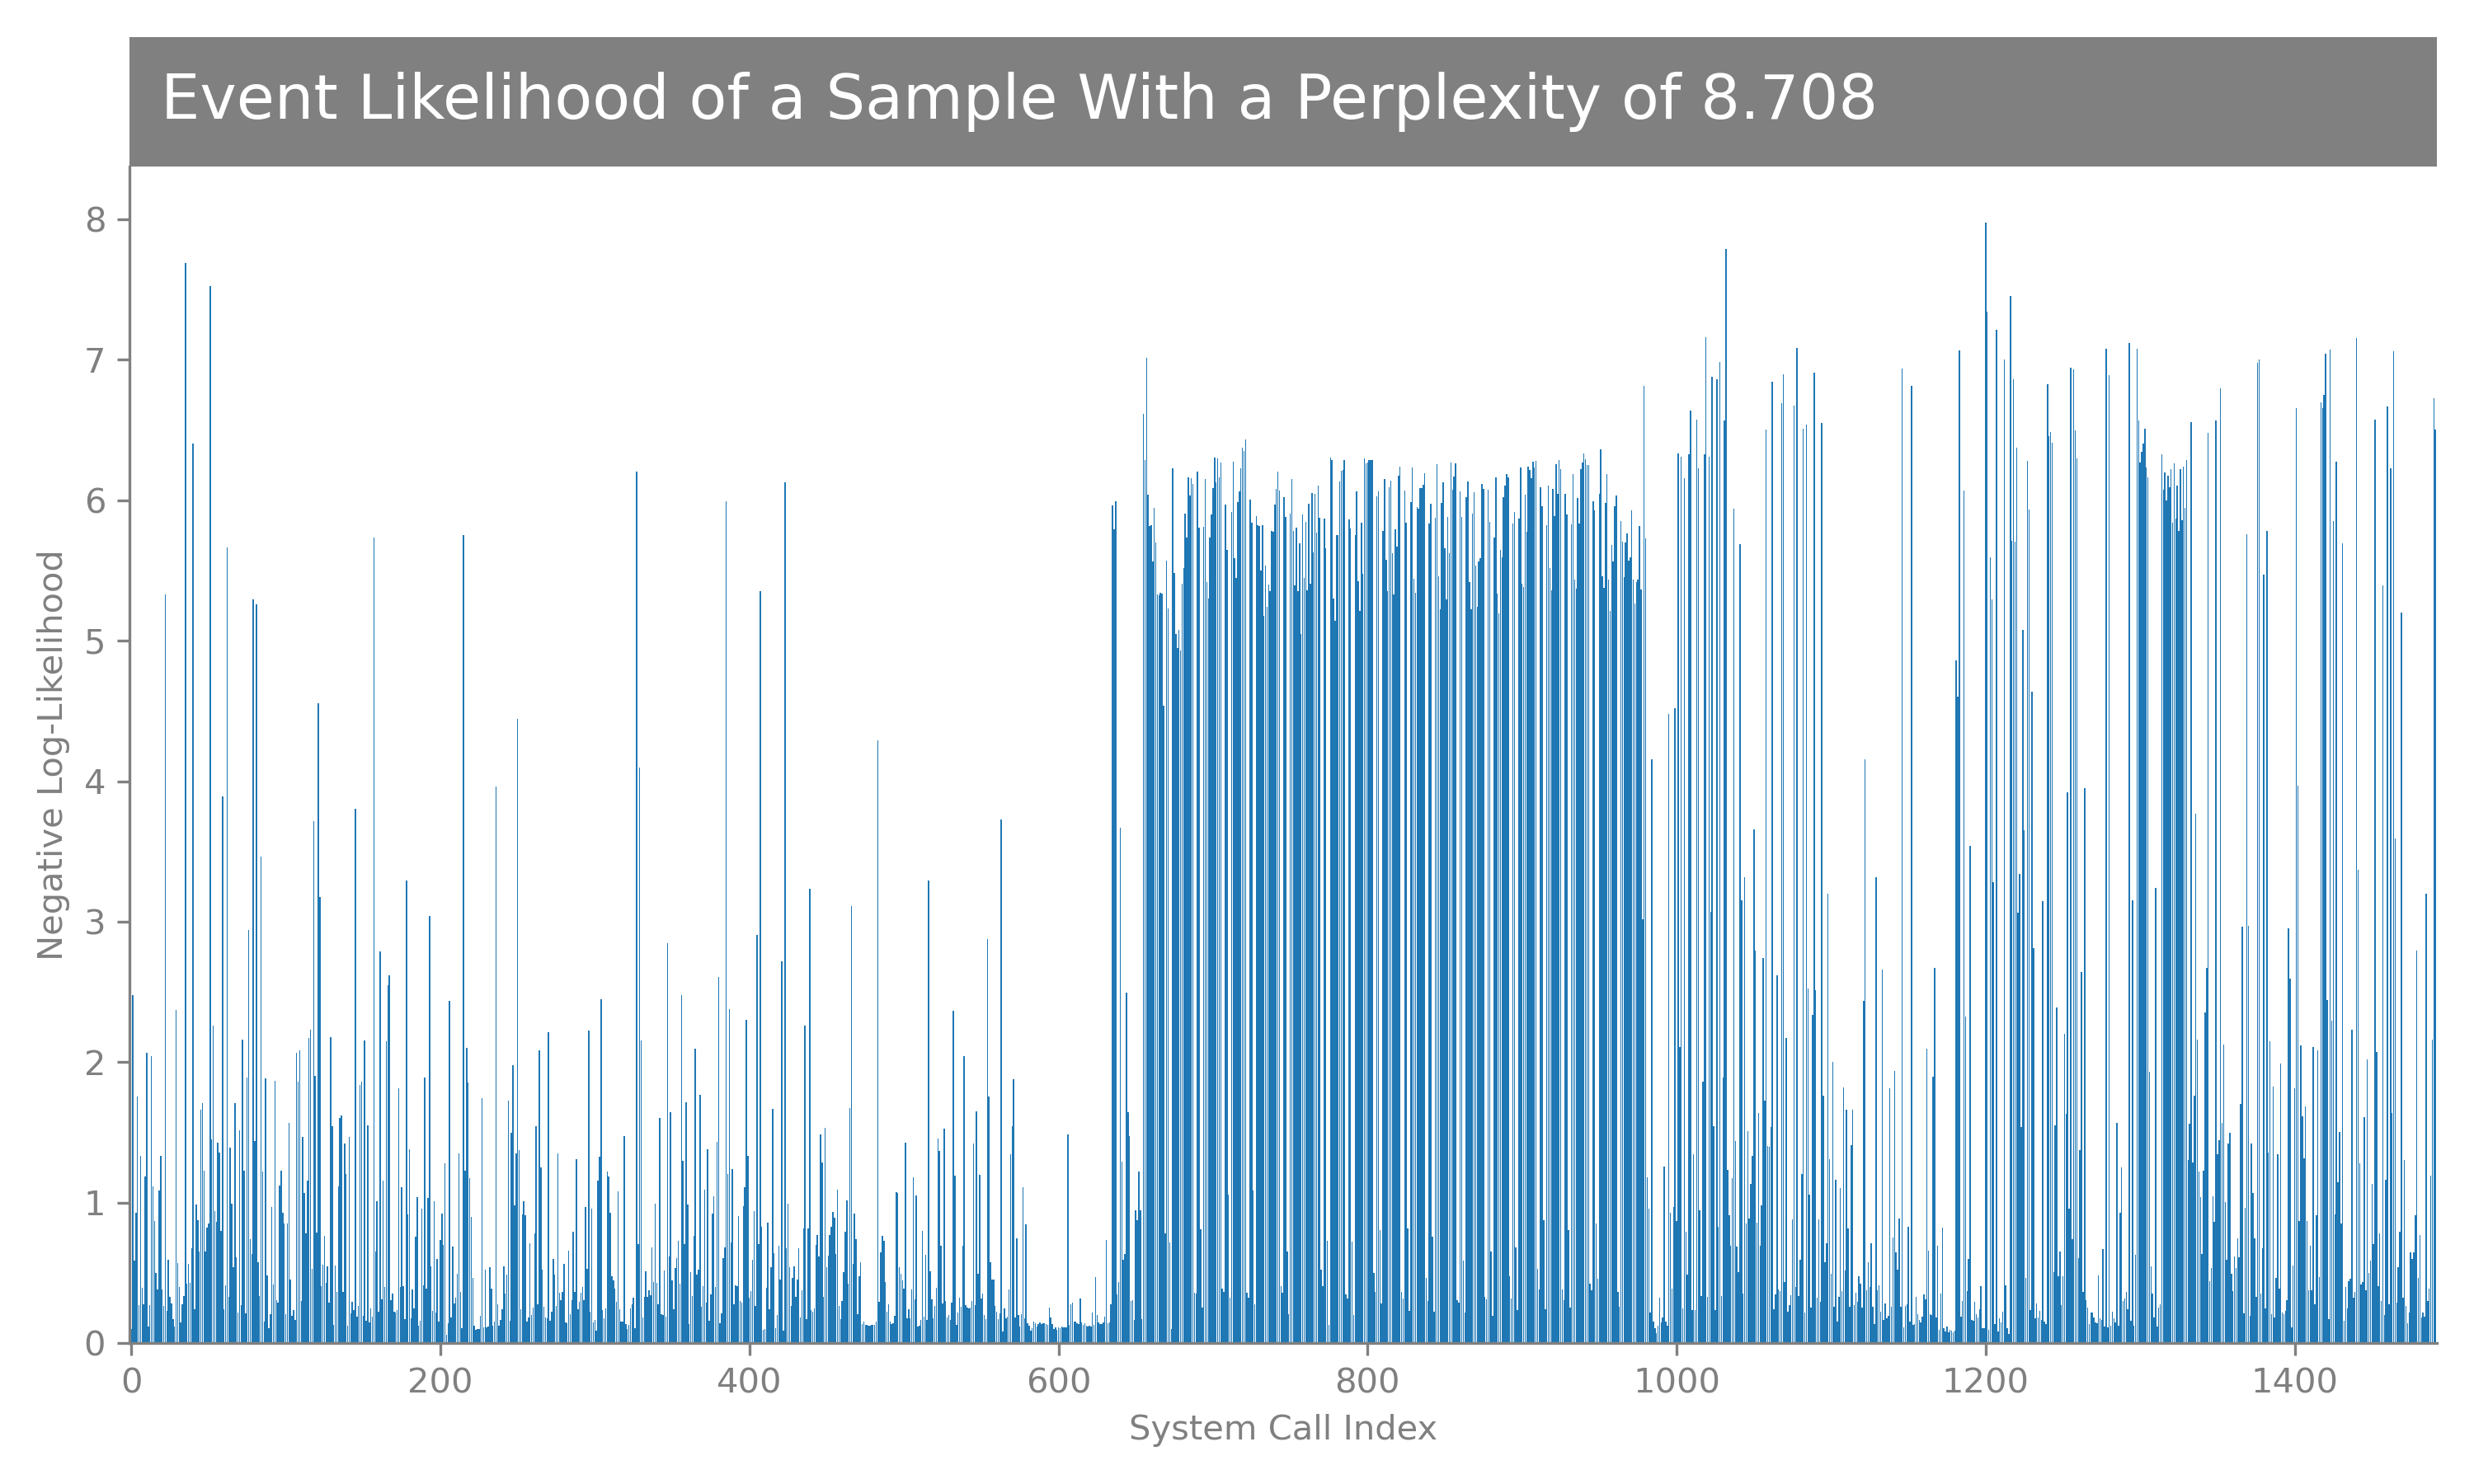 Event Likelihood of a Sample With a Perplexity of 8.708
8
7
6
5
4
3
2
1
0
Negative Log-Likelihood
0 200 400 600 800 1000 1200 1400
System Call Index